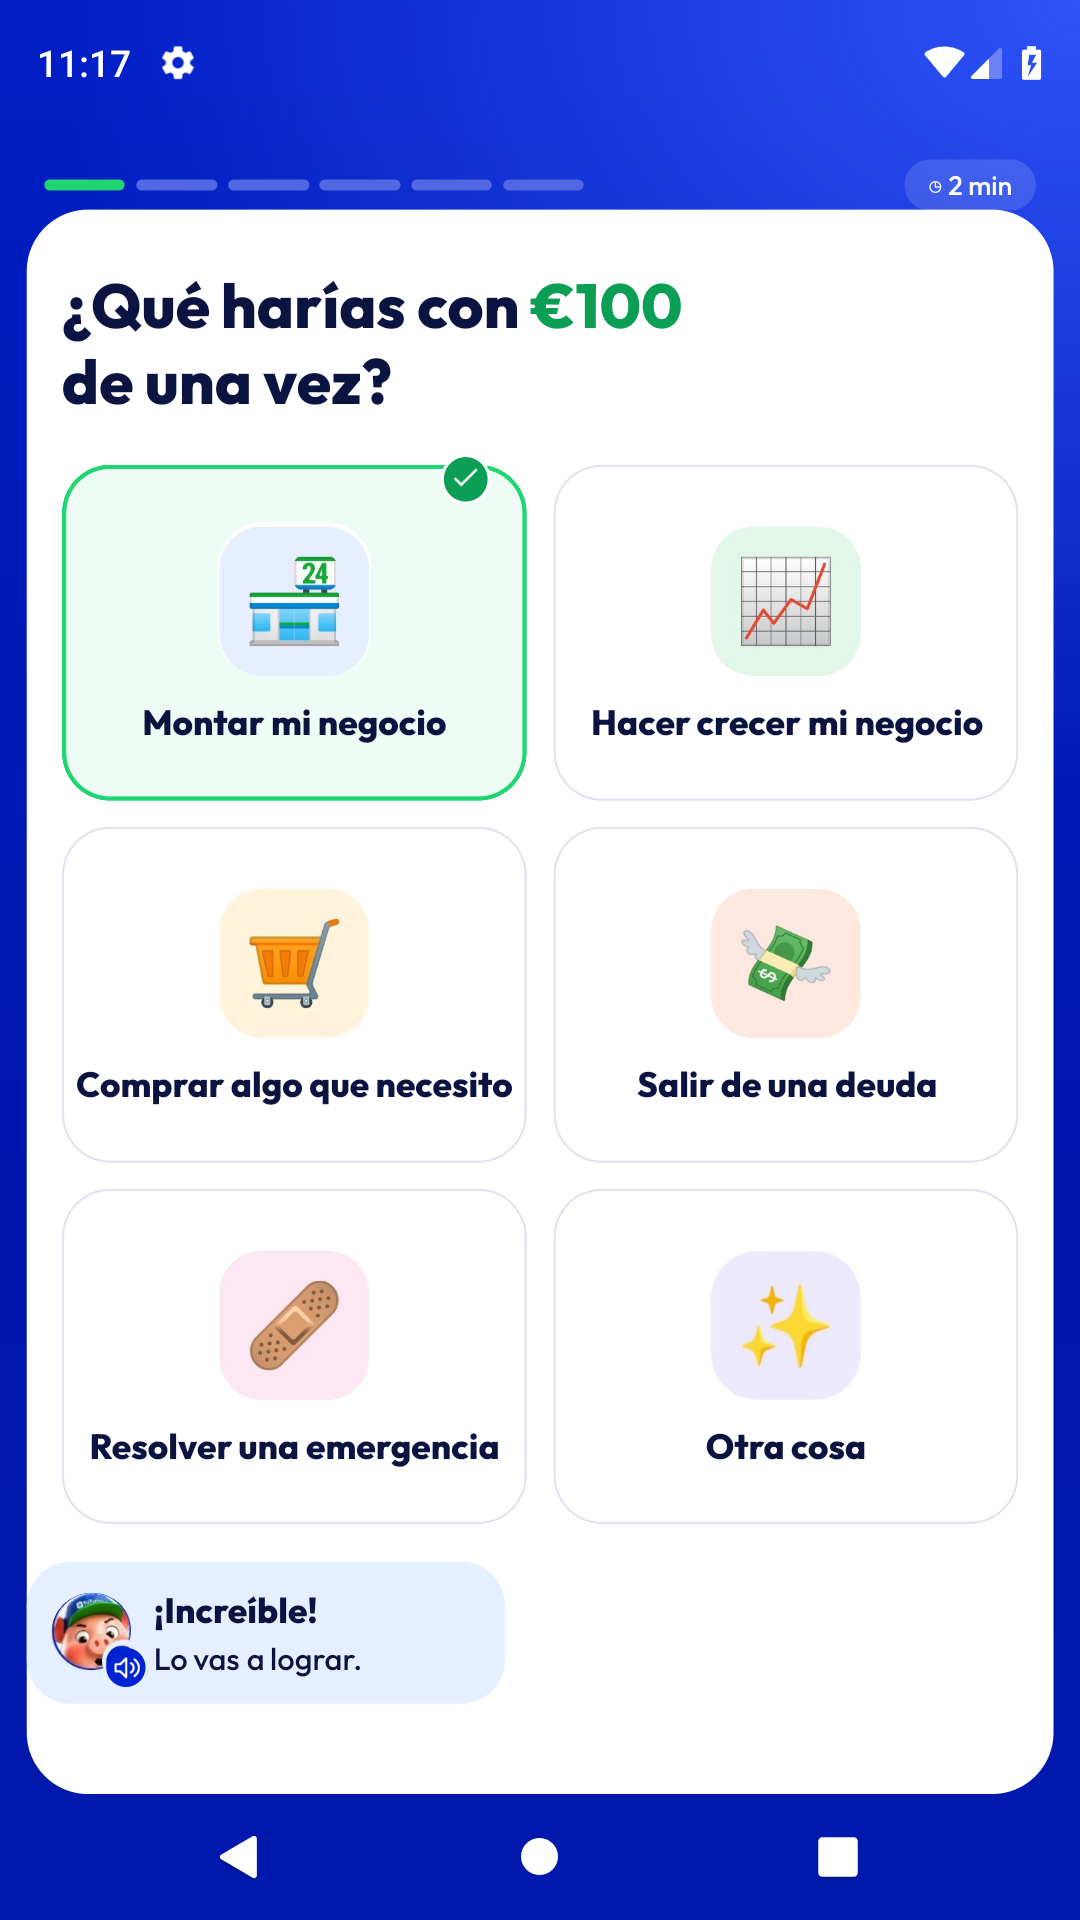 11:17
2 min
¿Qué harías con €100
de una vez?
24
Montar mi negocio
Hacer crecer mi negocio
Comprar algo que necesito
Salir de una deuda
Resolver una emergencia
Otra cosa
¡Increíble!
Lo vas a lograr.